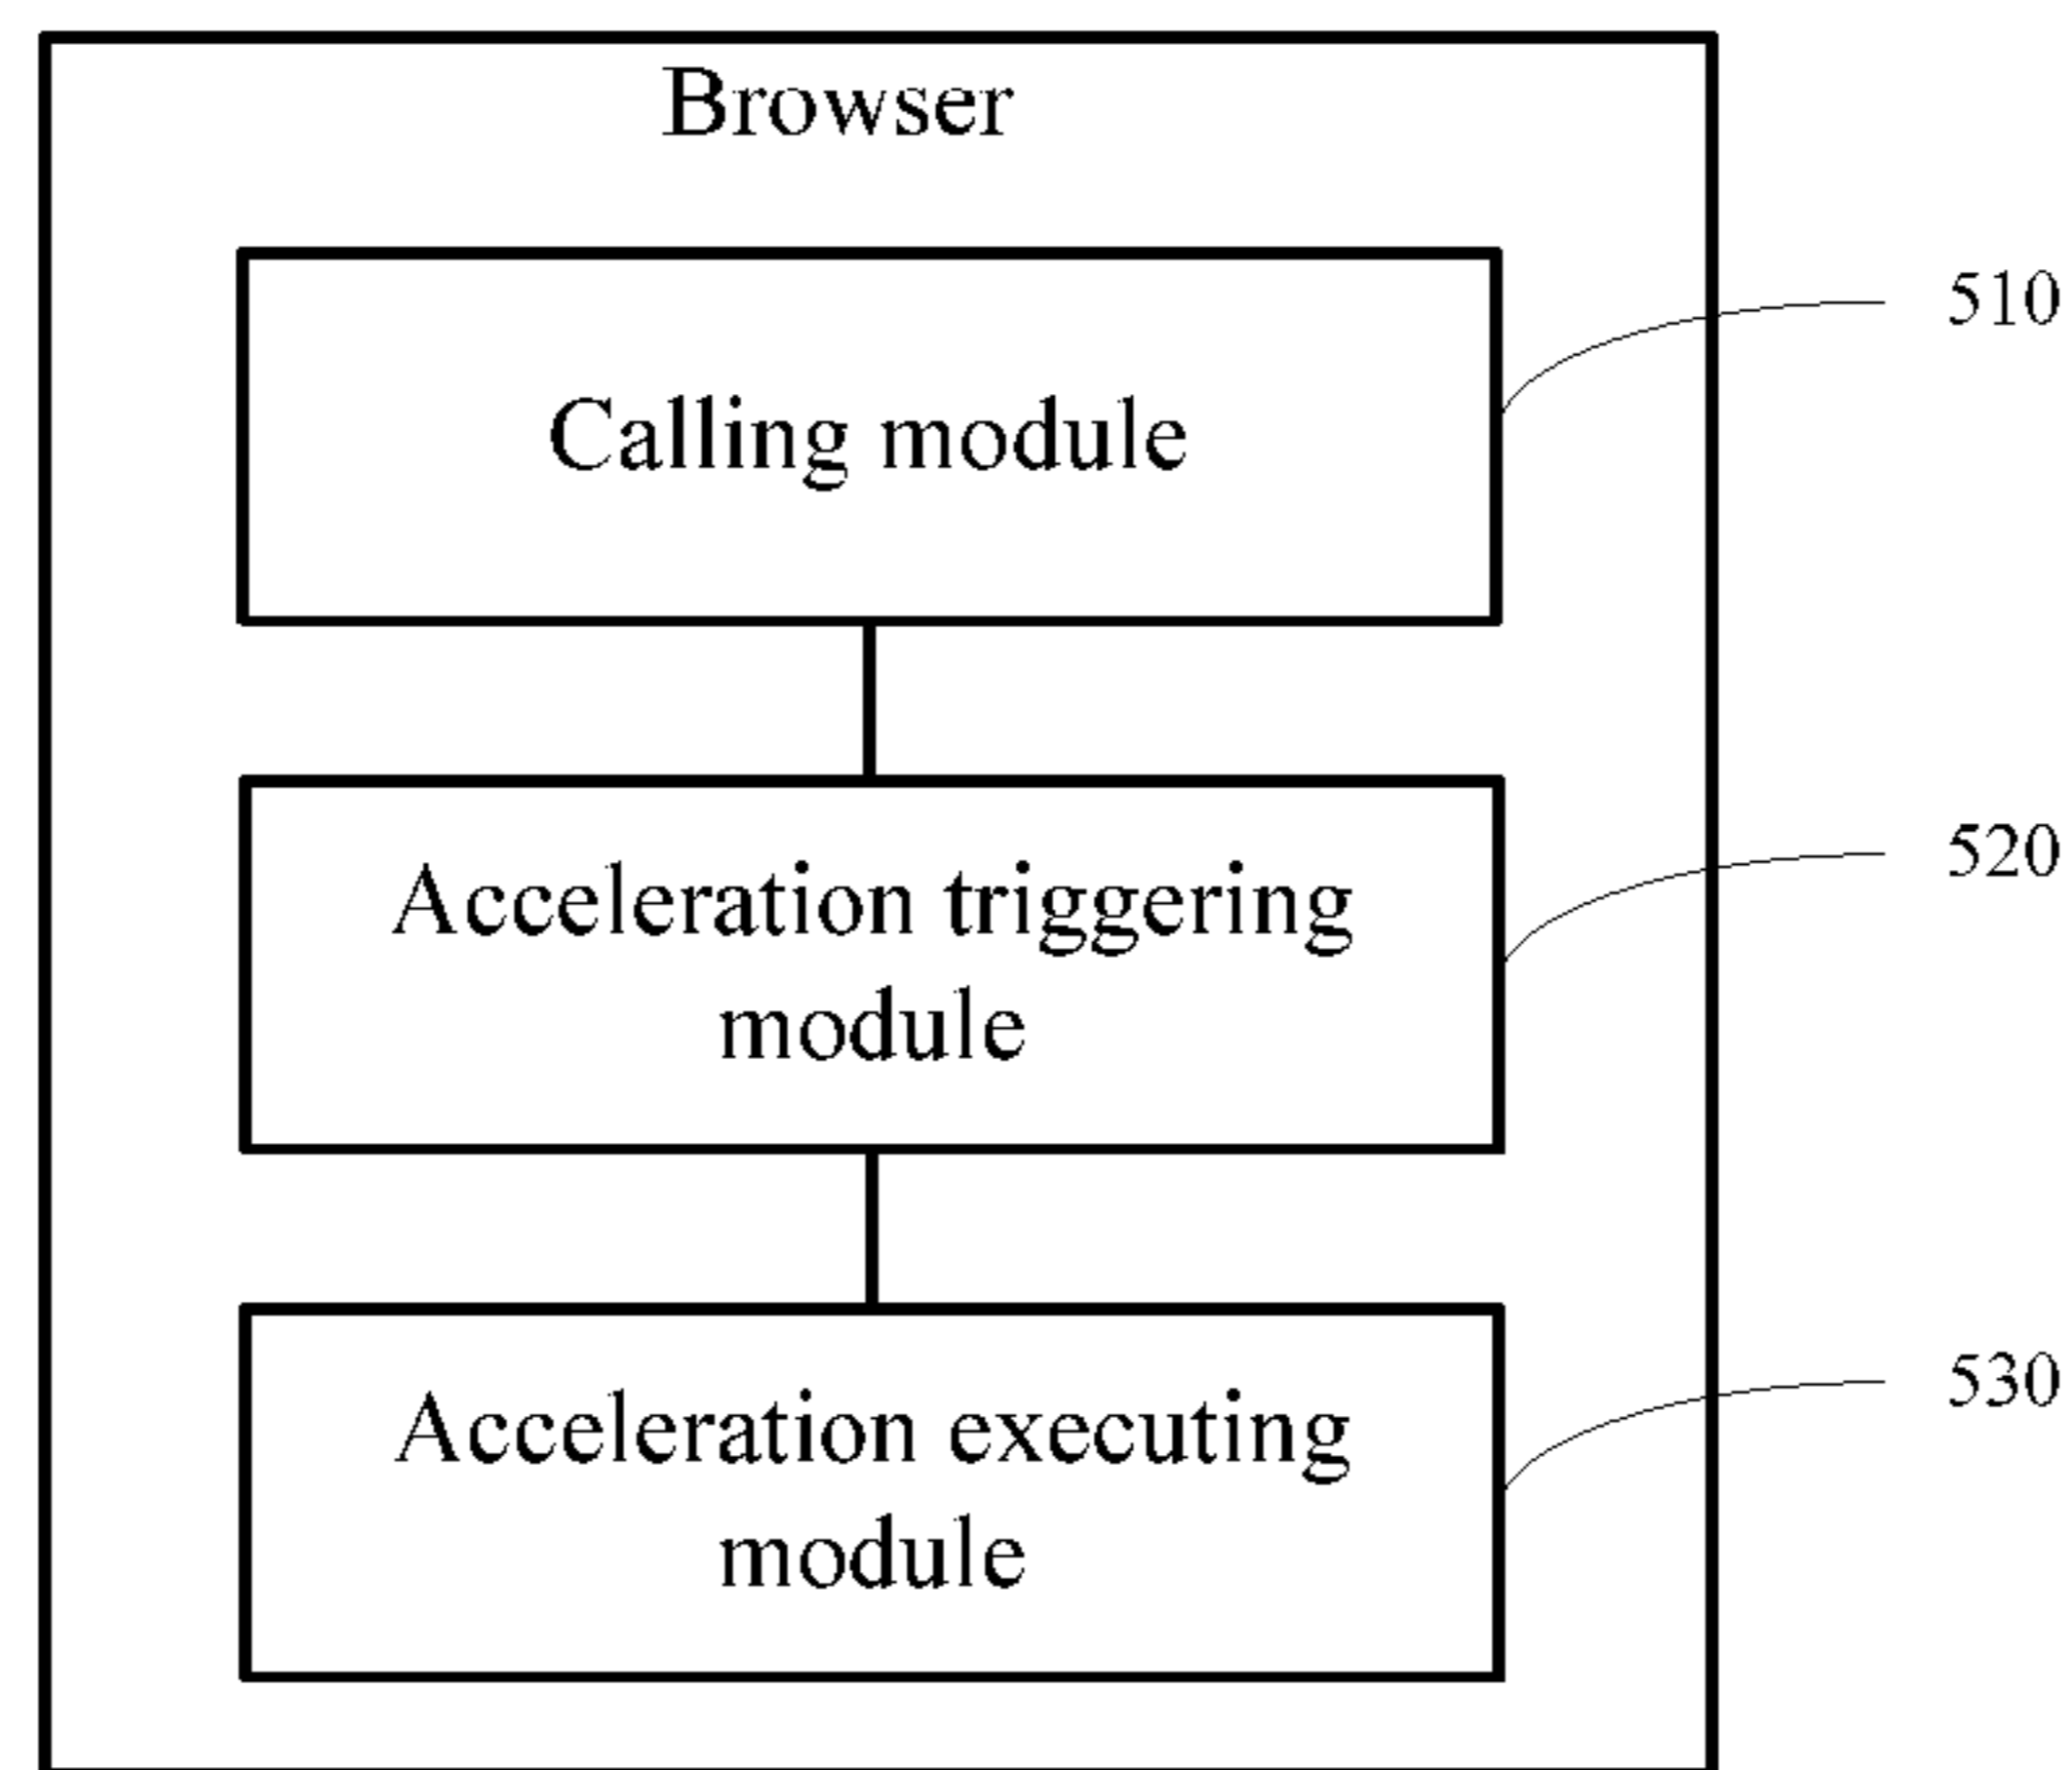 Browser
Calling module
510
Acceleration triggering
module
520
Acceleration executing
module
530